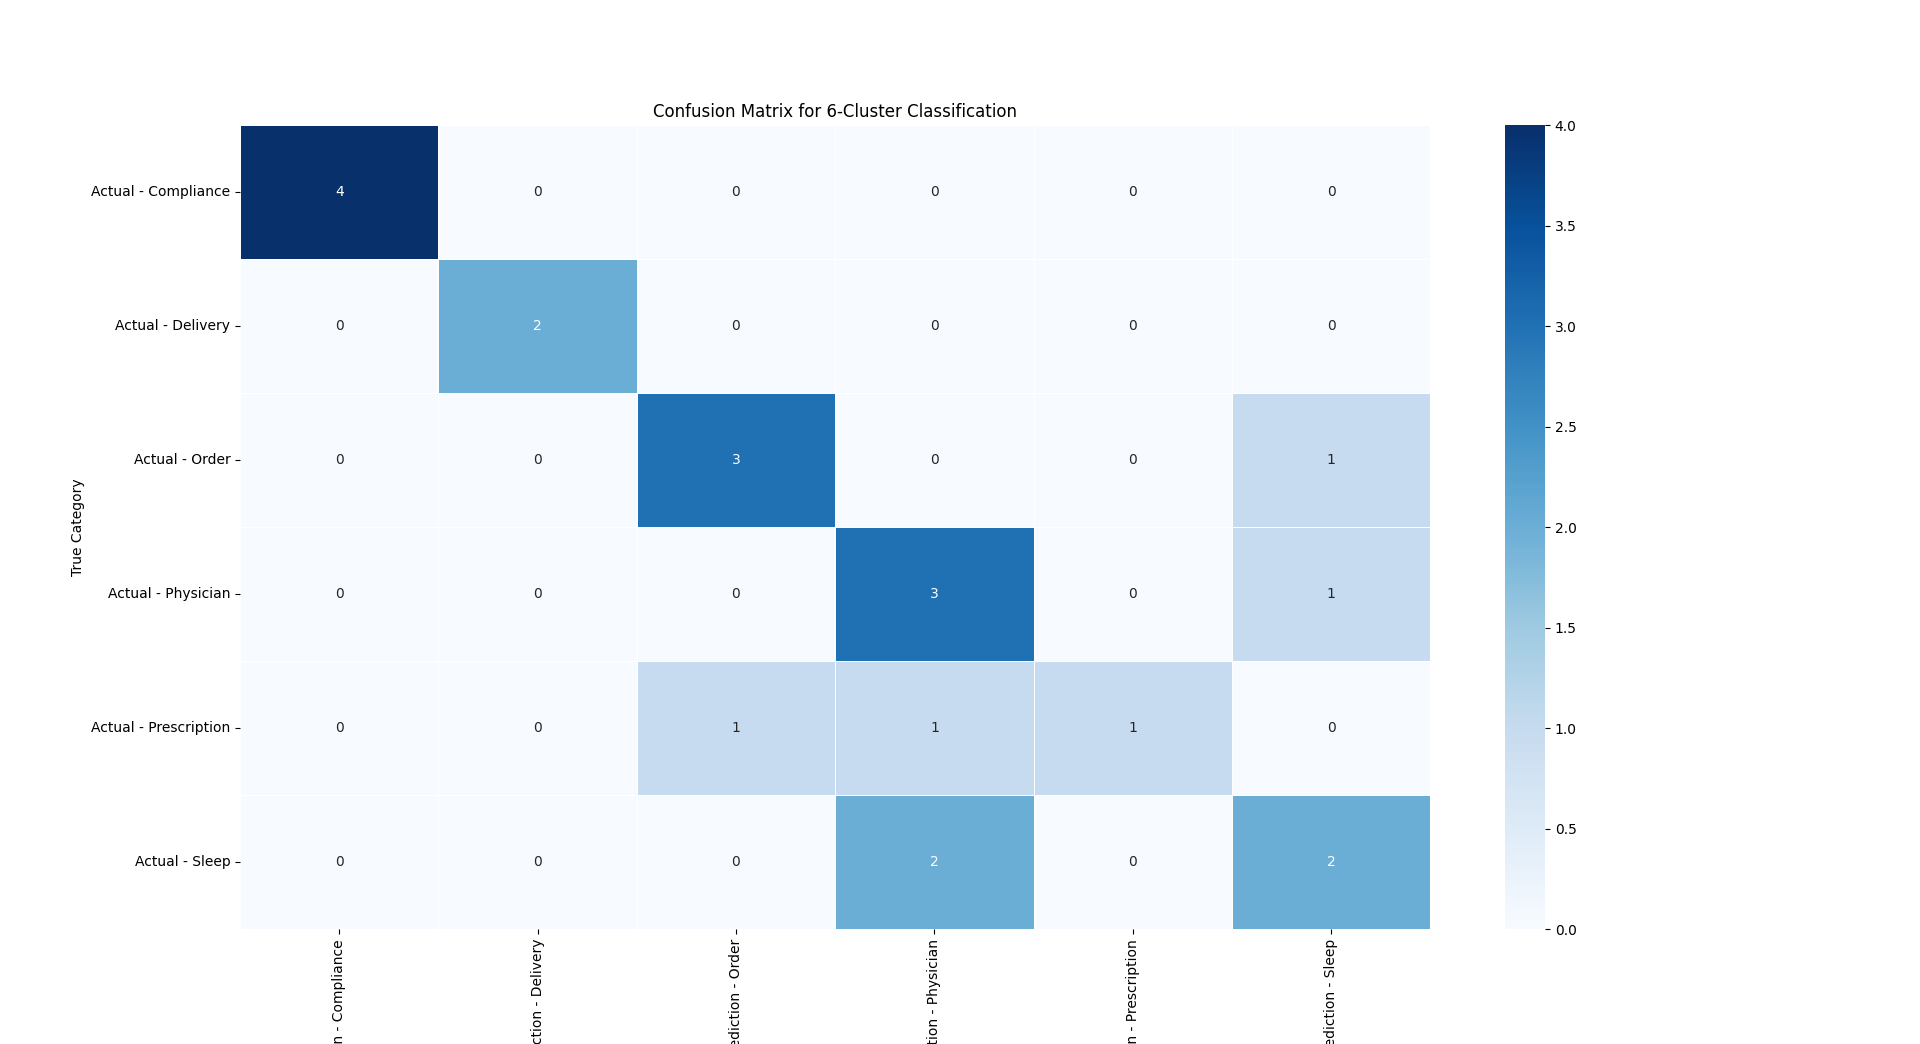 Confusion Matrix for 6-Cluster Classification
True Category
Actual - Compliance 4 0 0 0 0 0
Actual - Delivery 0 2 0 0 0 0
Actual - Order 0 0 3 0 0 1
Actual - Physician 0 0 0 3 0 1
Actual - Prescription 0 0 1 1 1 0
Actual - Sleep 0 0 0 2 0 2
n - Compliance
ction - Delivery
ediction - Order
tion - Physician
n - Prescription
ediction - Sleep
4.0
3.5
3.0
2.5
2.0
1.5
1.0
0.5
0.0